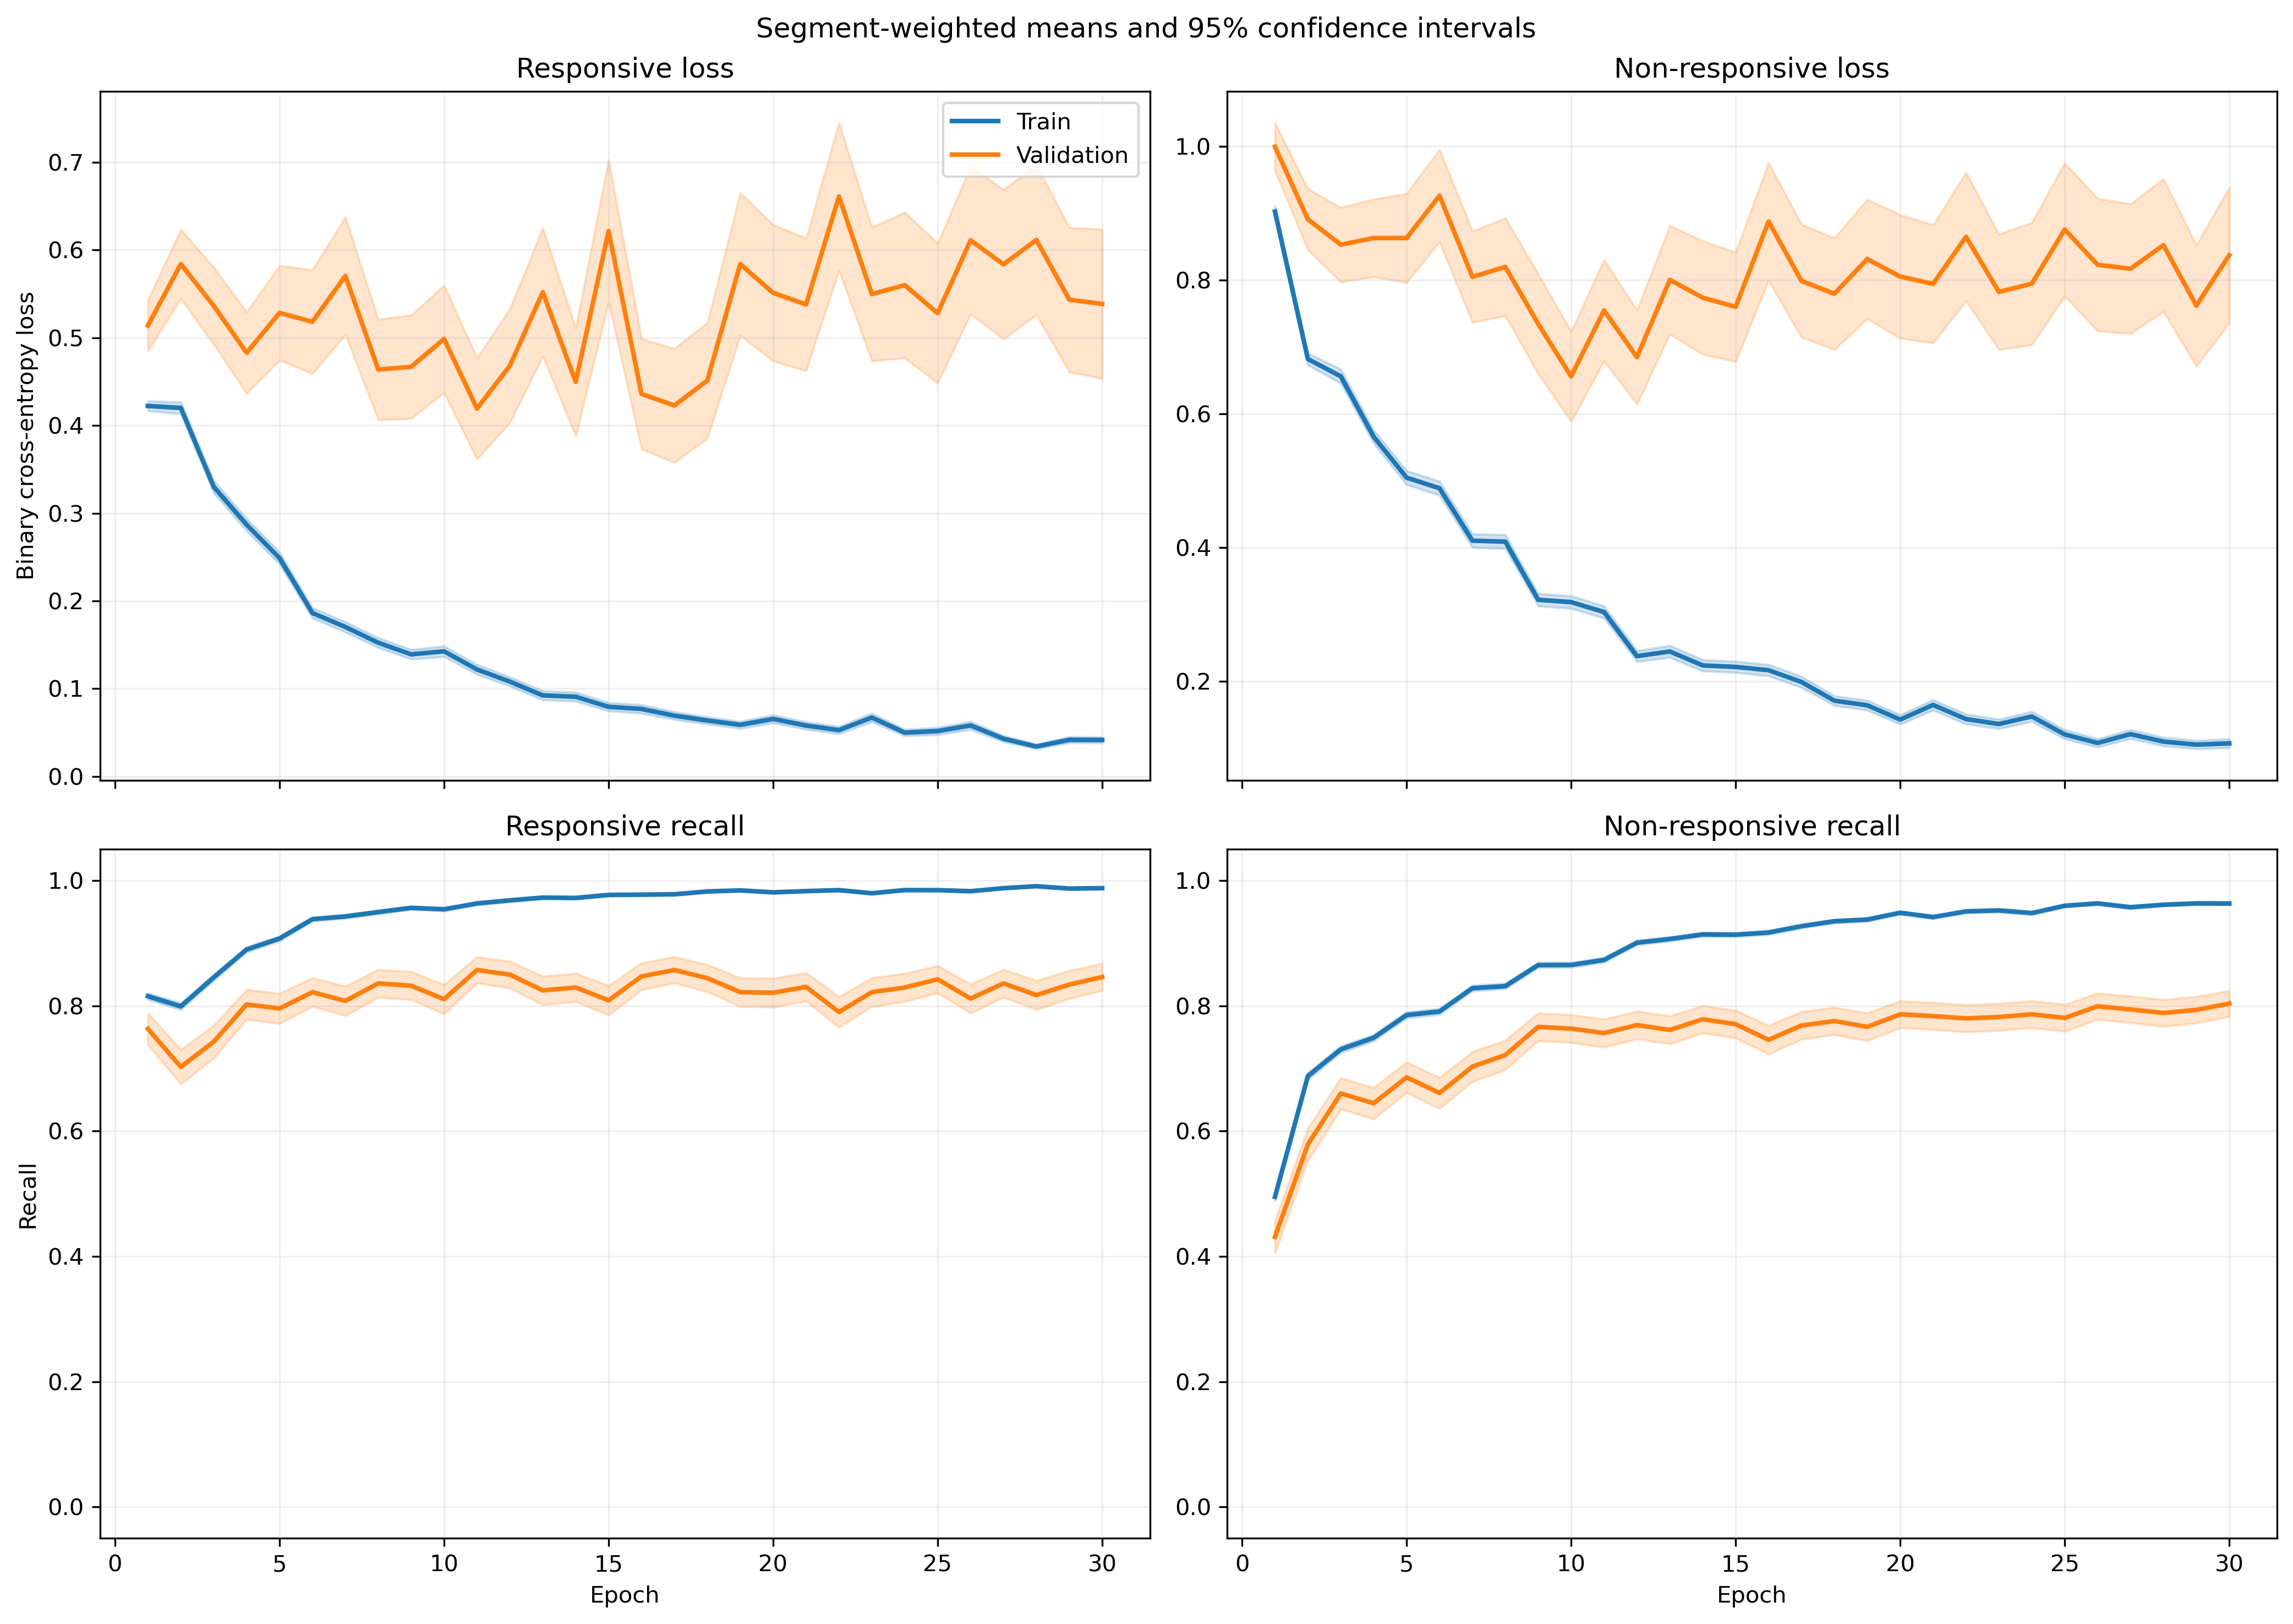 Segment-weighted means and 95% confidence intervals
Responsive loss
Non-responsive loss
Train
Validation
Binary cross-entropy loss
0.7
0.6
0.5
0.4
0.3
0.2
0.1
0.0
1.0
0.8
0.6
0.4
0.2
Responsive recall
Non-responsive recall
Recall
1.0
0.8
0.6
0.4
0.2
0.0
1.0
0.8
0.6
0.4
0.2
0.0
0 5 10 15 20 25 30
0 5 10 15 20 25 30
Epoch
Epoch